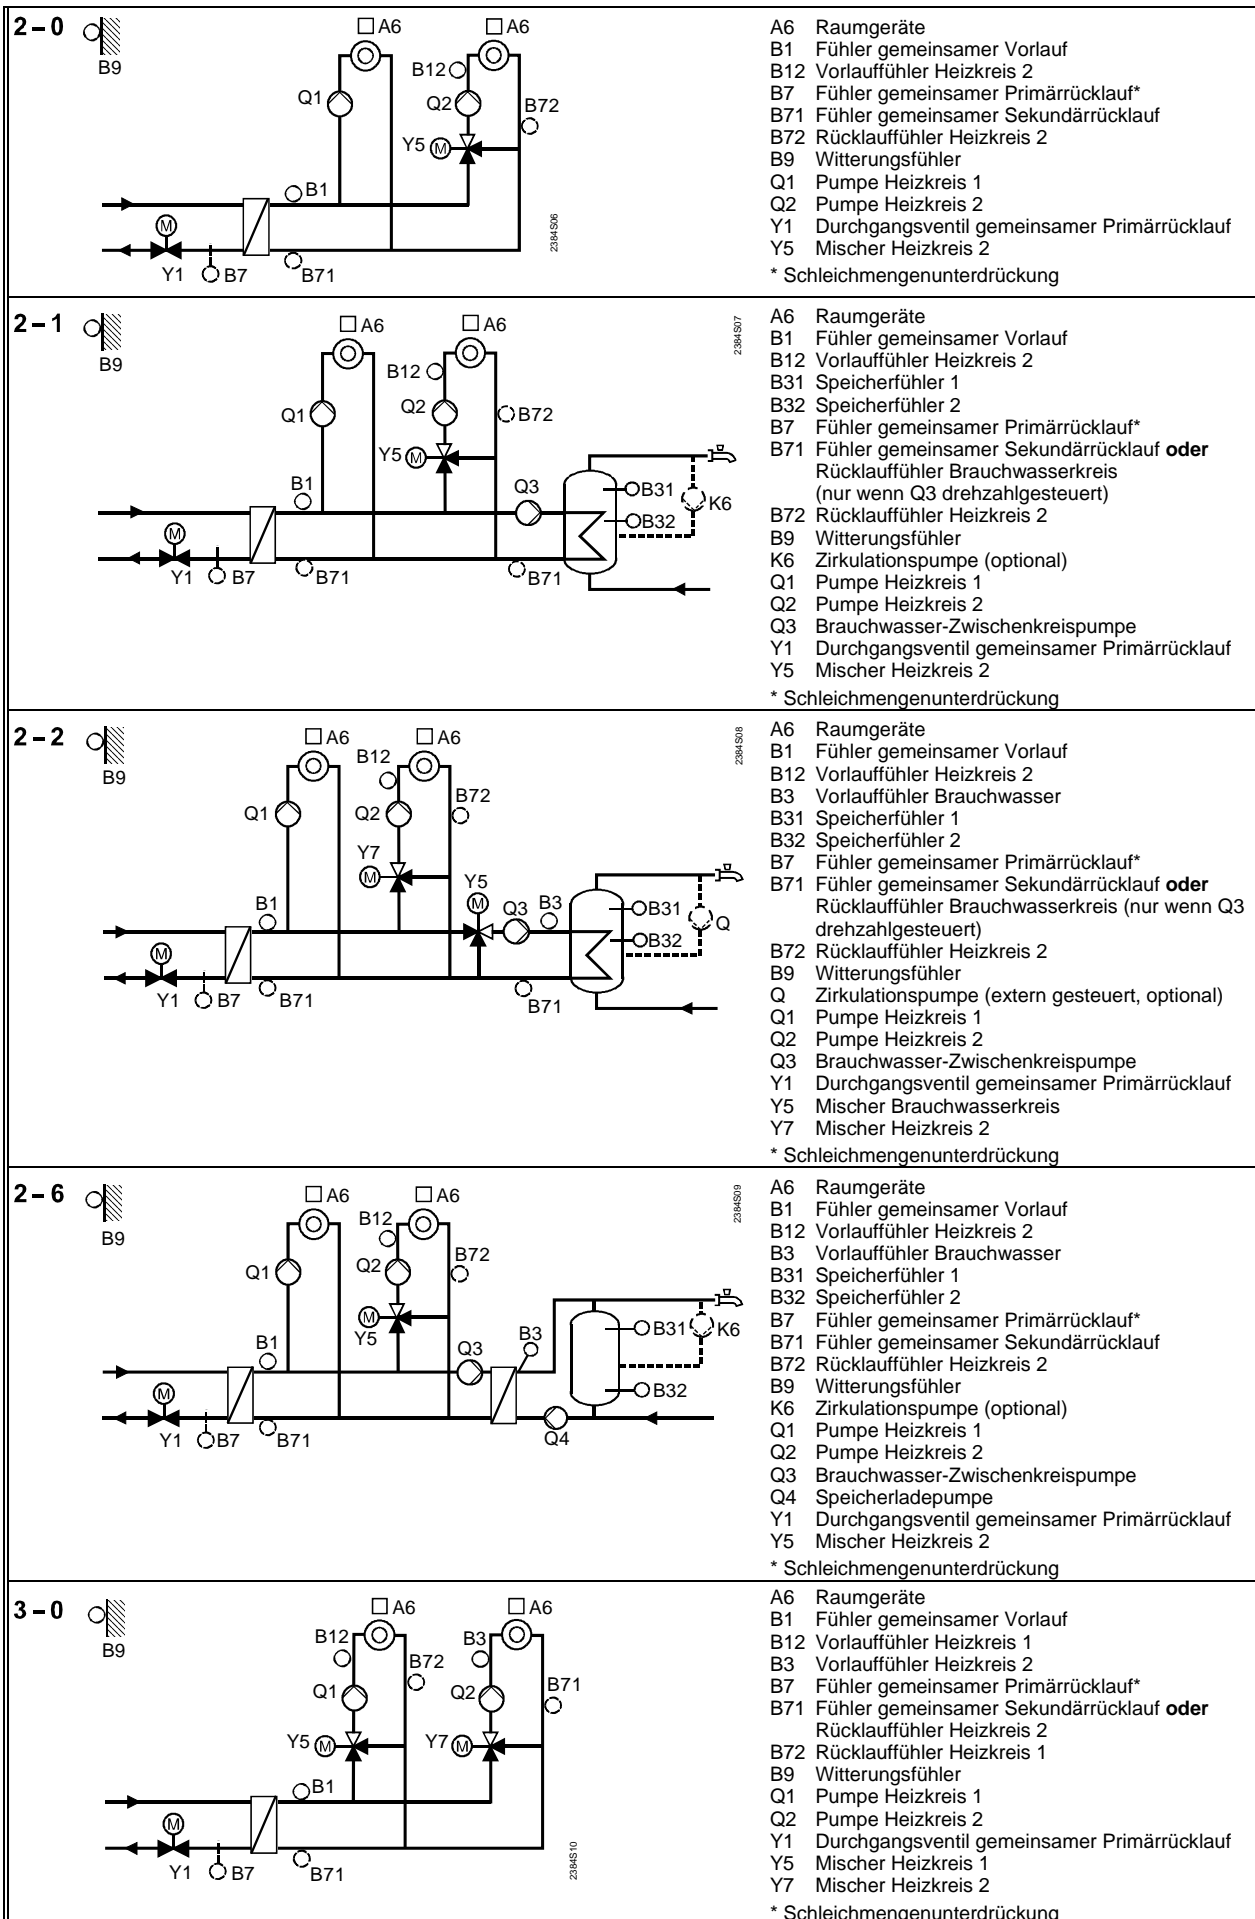 2–0
B9
A6
A6
B12
Q1
Q2
B72
Y5
M
B1
M
Y1
B7
B71
2384S06
A6 Raumgeräte
B1 Fühler gemeinsamer Vorlauf
B12 Vorlauffühler Heizkreis 2
B7 Fühler gemeinsamer Primärrücklauf*
B71 Fühler gemeinsamer Sekundärrücklauf
B72 Rücklauffühler Heizkreis 2
B9 Witterungsfühler
Q1 Pumpe Heizkreis 1
Q2 Pumpe Heizkreis 2
Y1 Durchgangsventil gemeinsamer Primärrücklauf
Y5 Mischer Heizkreis 2
* Schleichmengenunterdrückung
2–1
B9
A6
A6
2384S07
B12
Q1
Q2
B72
Y5
M
B1
Q3
B31
K6
B32
M
Y1
B7
B71
B71
A6 Raumgeräte
B1 Fühler gemeinsamer Vorlauf
B12 Vorlauffühler Heizkreis 2
B31 Speicherfühler 1
B32 Speicherfühler 2
B7 Fühler gemeinsamer Primärrücklauf*
B71 Fühler gemeinsamer Sekundärrücklauf oder
Rücklauffühler Brauchwasserkreis
(nur wenn Q3 drehzahlgesteuert)
B72 Rücklauffühler Heizkreis 2
B9 Witterungsfühler
K6 Zirkulationspumpe (optional)
Q1 Pumpe Heizkreis 1
Q2 Pumpe Heizkreis 2
Q3 Brauchwasser-Zwischenkreispumpe
Y1 Durchgangsventil gemeinsamer Primärrücklauf
Y5 Mischer Heizkreis 2
* Schleichmengenunterdrückung
2–2
B9
A6
A6
2384S08
B12
B72
Q1
Q2
Y7
M
Y5
M
B1
Q3
B3
B31
Q
B32
M
Y1
B7
B71
B71
A6 Raumgeräte
B1 Fühler gemeinsamer Vorlauf
B12 Vorlauffühler Heizkreis 2
B3 Vorlauffühler Brauchwasser
B31 Speicherfühler 1
B32 Speicherfühler 2
B7 Fühler gemeinsamer Primärrücklauf*
B71 Fühler gemeinsamer Sekundärrücklauf oder
Rücklauffühler Brauchwasserkreis (nur wenn Q3
drehzahlgesteuert)
B72 Rücklauffühler Heizkreis 2
B9 Witterungsfühler
Q Zirkulationspumpe (extern gesteuert, optional)
Q1 Pumpe Heizkreis 1
Q2 Pumpe Heizkreis 2
Q3 Brauchwasser-Zwischenkreispumpe
Y1 Durchgangsventil gemeinsamer Primärrücklauf
Y5 Mischer Brauchwasserkreis
Y7 Mischer Heizkreis 2
* Schleichmengenunterdrückung
2–6
B9
A6
A6
2384S09
B12
B72
Q1
Q2
M
Y5
B1
Q3
B3
B31
K6
B32
M
Y1
B7
B71
Q4
A6 Raumgeräte
B1 Fühler gemeinsamer Vorlauf
B12 Vorlauffühler Heizkreis 2
B3 Vorlauffühler Brauchwasser
B31 Speicherfühler 1
B32 Speicherfühler 2
B7 Fühler gemeinsamer Primärrücklauf*
B71 Fühler gemeinsamer Sekundärrücklauf
B72 Rücklauffühler Heizkreis 2
B9 Witterungsfühler
K6 Zirkulationspumpe (optional)
Q1 Pumpe Heizkreis 1
Q2 Pumpe Heizkreis 2
Q3 Brauchwasser-Zwischenkreispumpe
Q4 Speicherladepumpe
Y1 Durchgangsventil gemeinsamer Primärrücklauf
Y5 Mischer Heizkreis 2
* Schleichmengenunterdrückung
3–0
B9
A6
A6
B12
B72
B3
B71
Q1
Q2
Y5
M
Y7
M
B1
M
Y1
B7
B71
2384S10
A6 Raumgeräte
B1 Fühler gemeinsamer Vorlauf
B12 Vorlauffühler Heizkreis 1
B3 Vorlauffühler Heizkreis 2
B7 Fühler gemeinsamer Primärrücklauf*
B71 Fühler gemeinsamer Sekundärrücklauf oder
Rücklauffühler Heizkreis 2
B72 Rücklauffühler Heizkreis 1
B9 Witterungsfühler
Q1 Pumpe Heizkreis 1
Q2 Pumpe Heizkreis 2
Y1 Durchgangsventil gemeinsamer Primärrücklauf
Y5 Mischer Heizkreis 1
Y7 Mischer Heizkreis 2
* Schleichmengenunterdrückung